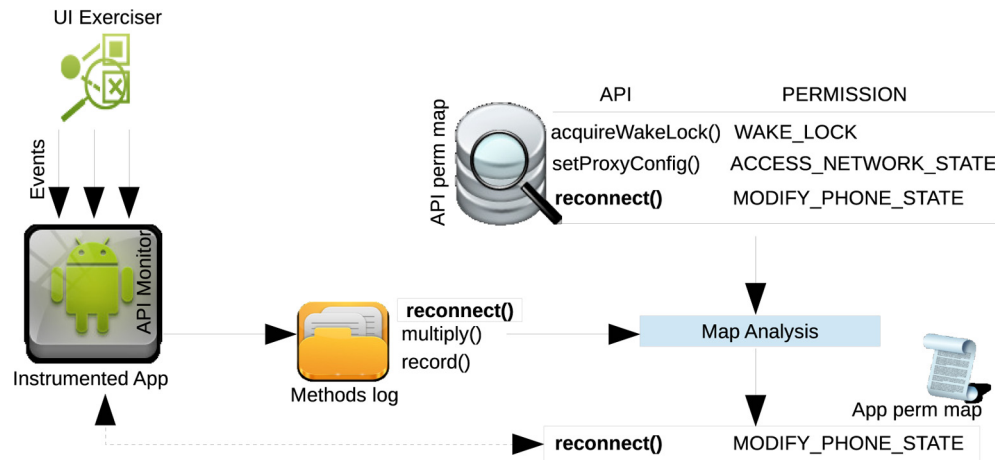 UI Exerciser
Events
API Monitor
Instrumented App
API perm map
API PERMISSION
acquireWakeLock() WAKE_LOCK
setProxyConfig() ACCESS_NETWORK_STATE
reconnect() MODIFY_PHONE_STATE
reconnect()
multiply()
record()
Methods log
Map Analysis
App perm map
reconnect() MODIFY_PHONE_STATE